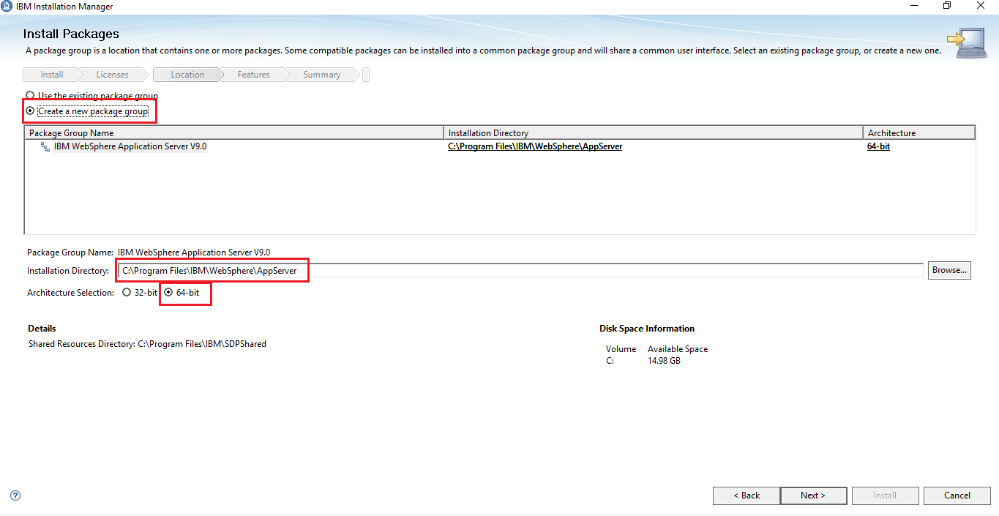 IBM Installation Manager
Install Packages
A package group is a location that contains one or more packages. Some compatible packages can be installed into a common package group and will share a common user interface. Select an existing package group, or create a new one.
Install Licenses Location Features Summary
Use the existing package group
Create a new package group
Package Group Name Installation Directory Architecture
IBM WebSphere Application Server V9.0 C:\Program Files\IBM\WebSphere\AppServer 64-bit
Package Group Name: IBM WebSphere Application Server V9.0
Installation Directory: C:\Program Files\IBM\WebSphere\AppServer Browse...
Architecture Selection: 32-bit 64-bit
Details Disk Space Information
Shared Resources Directory: C:\Program Files\IBM\SDPShared
Volume Available Space
C: 14.98 GB
? < Back Next > Install Cancel